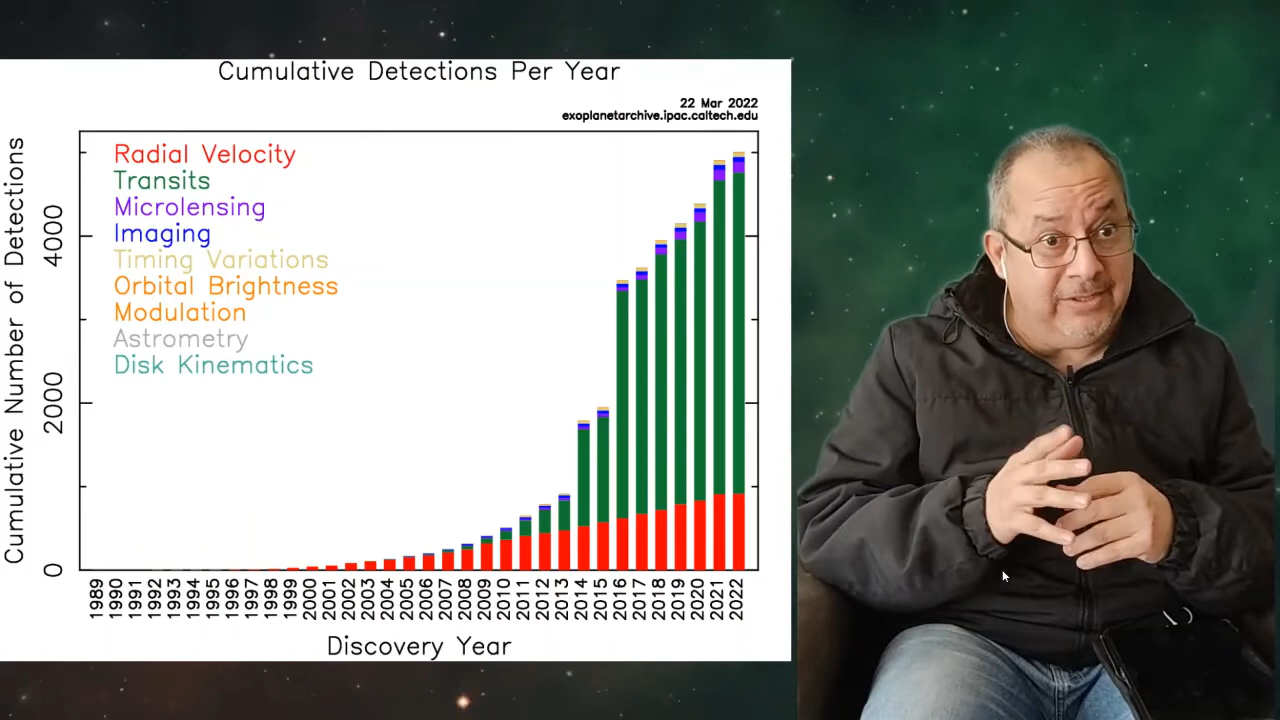 Cumulative Detections Per Year
22 Mar 2022
exoplanetarchive.ipac.caltech.edu
Radial Velocity
Transits
Microlensing
Imaging
Timing Variations
Orbital Brightness
Modulation
Astrometry
Disk Kinematics
Cumulative Number of Detections
4000
2000
0
1989
1990
1991
1992
1993
1994
1995
1996
1997
1998
1999
2000
2001
2002
2003
2004
2005
2006
2007
2008
2009
2010
2011
2012
2013
2014
2015
2016
2017
2018
2019
2020
2021
2022
Discovery Year